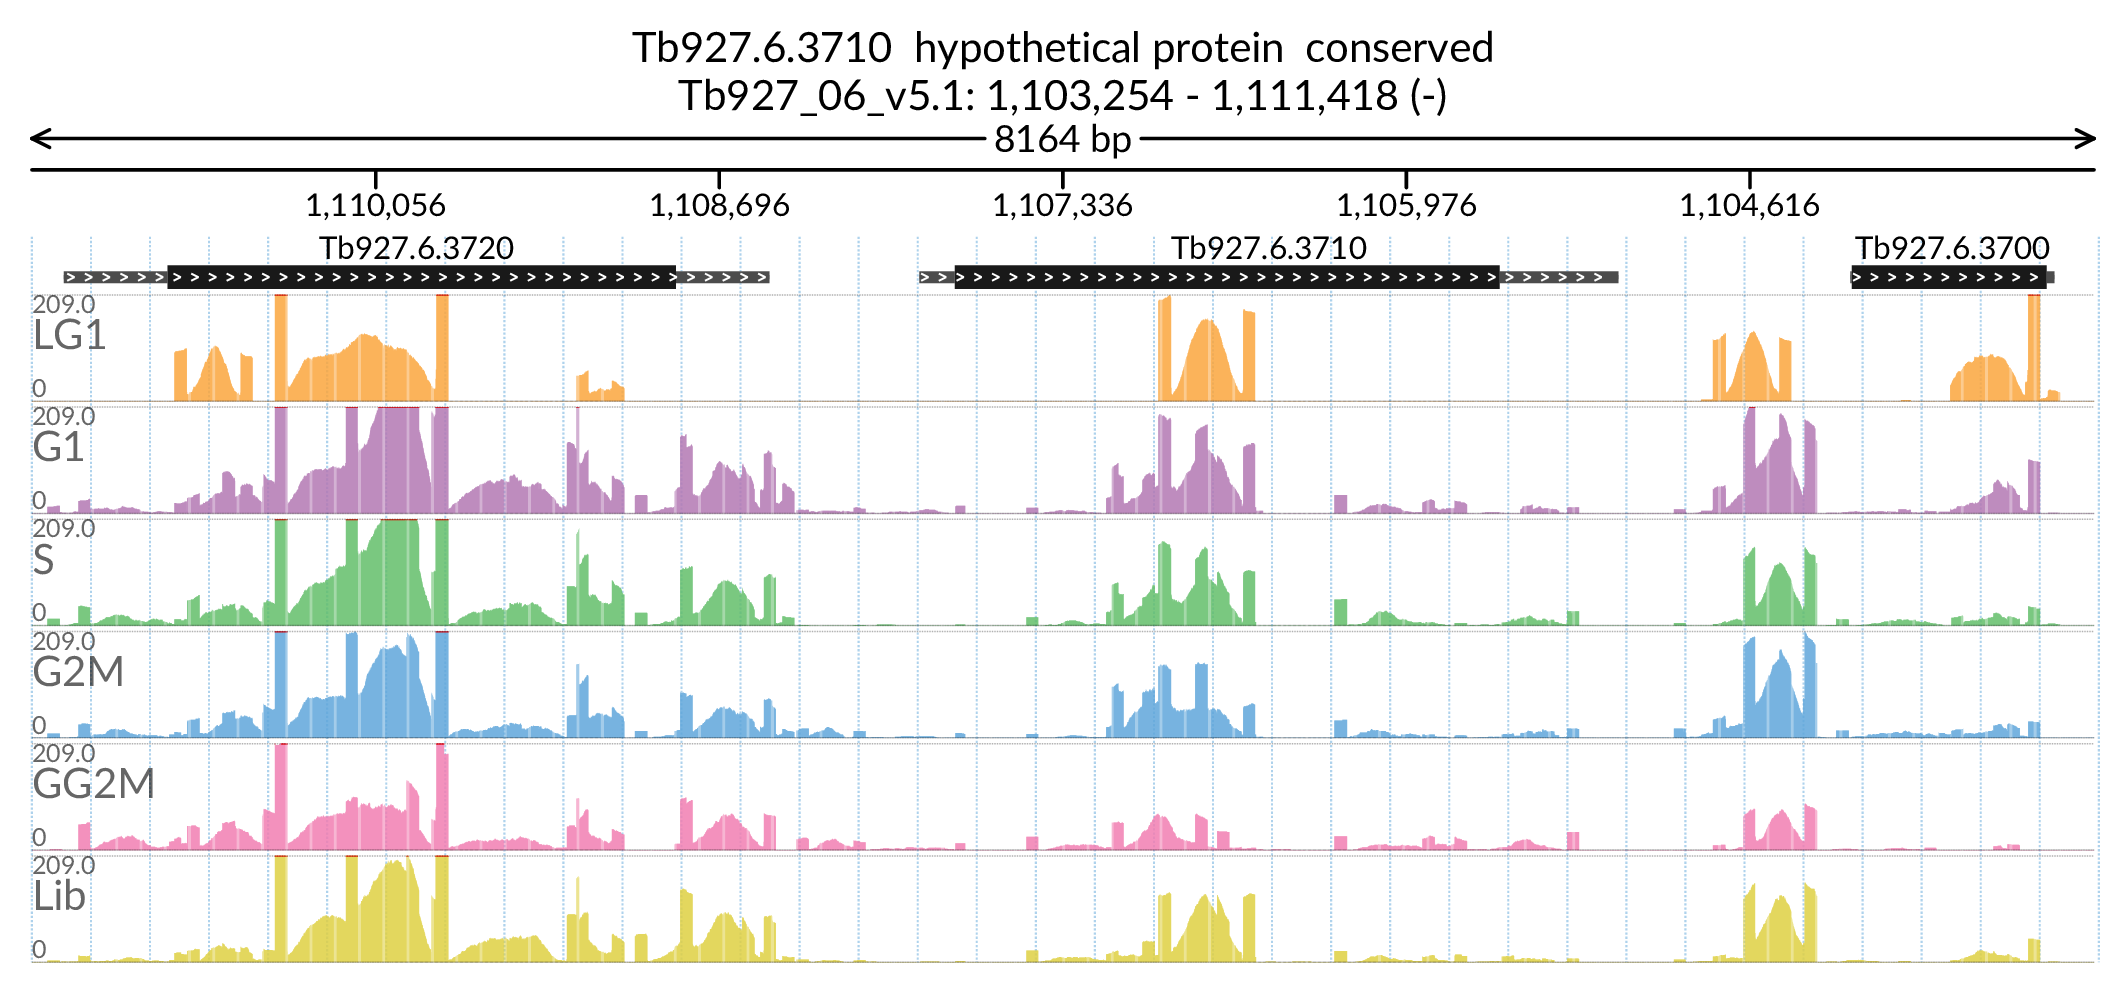 Tb927.6.3710  hypothetical protein  conserved
Tb927_06_v5.1: 1,103,254 - 1,111,418 (-)
8164 bp
1,110,056 1,108,696 1,107,336 1,105,976 1,104,616
Tb927.6.3720 Tb927.6.3710 Tb927.6.3700
209.0
LG1
0
209.0
G1
0
209.0
S
0
209.0
G2M
0
209.0
GG2M
0
209.0
Lib
0